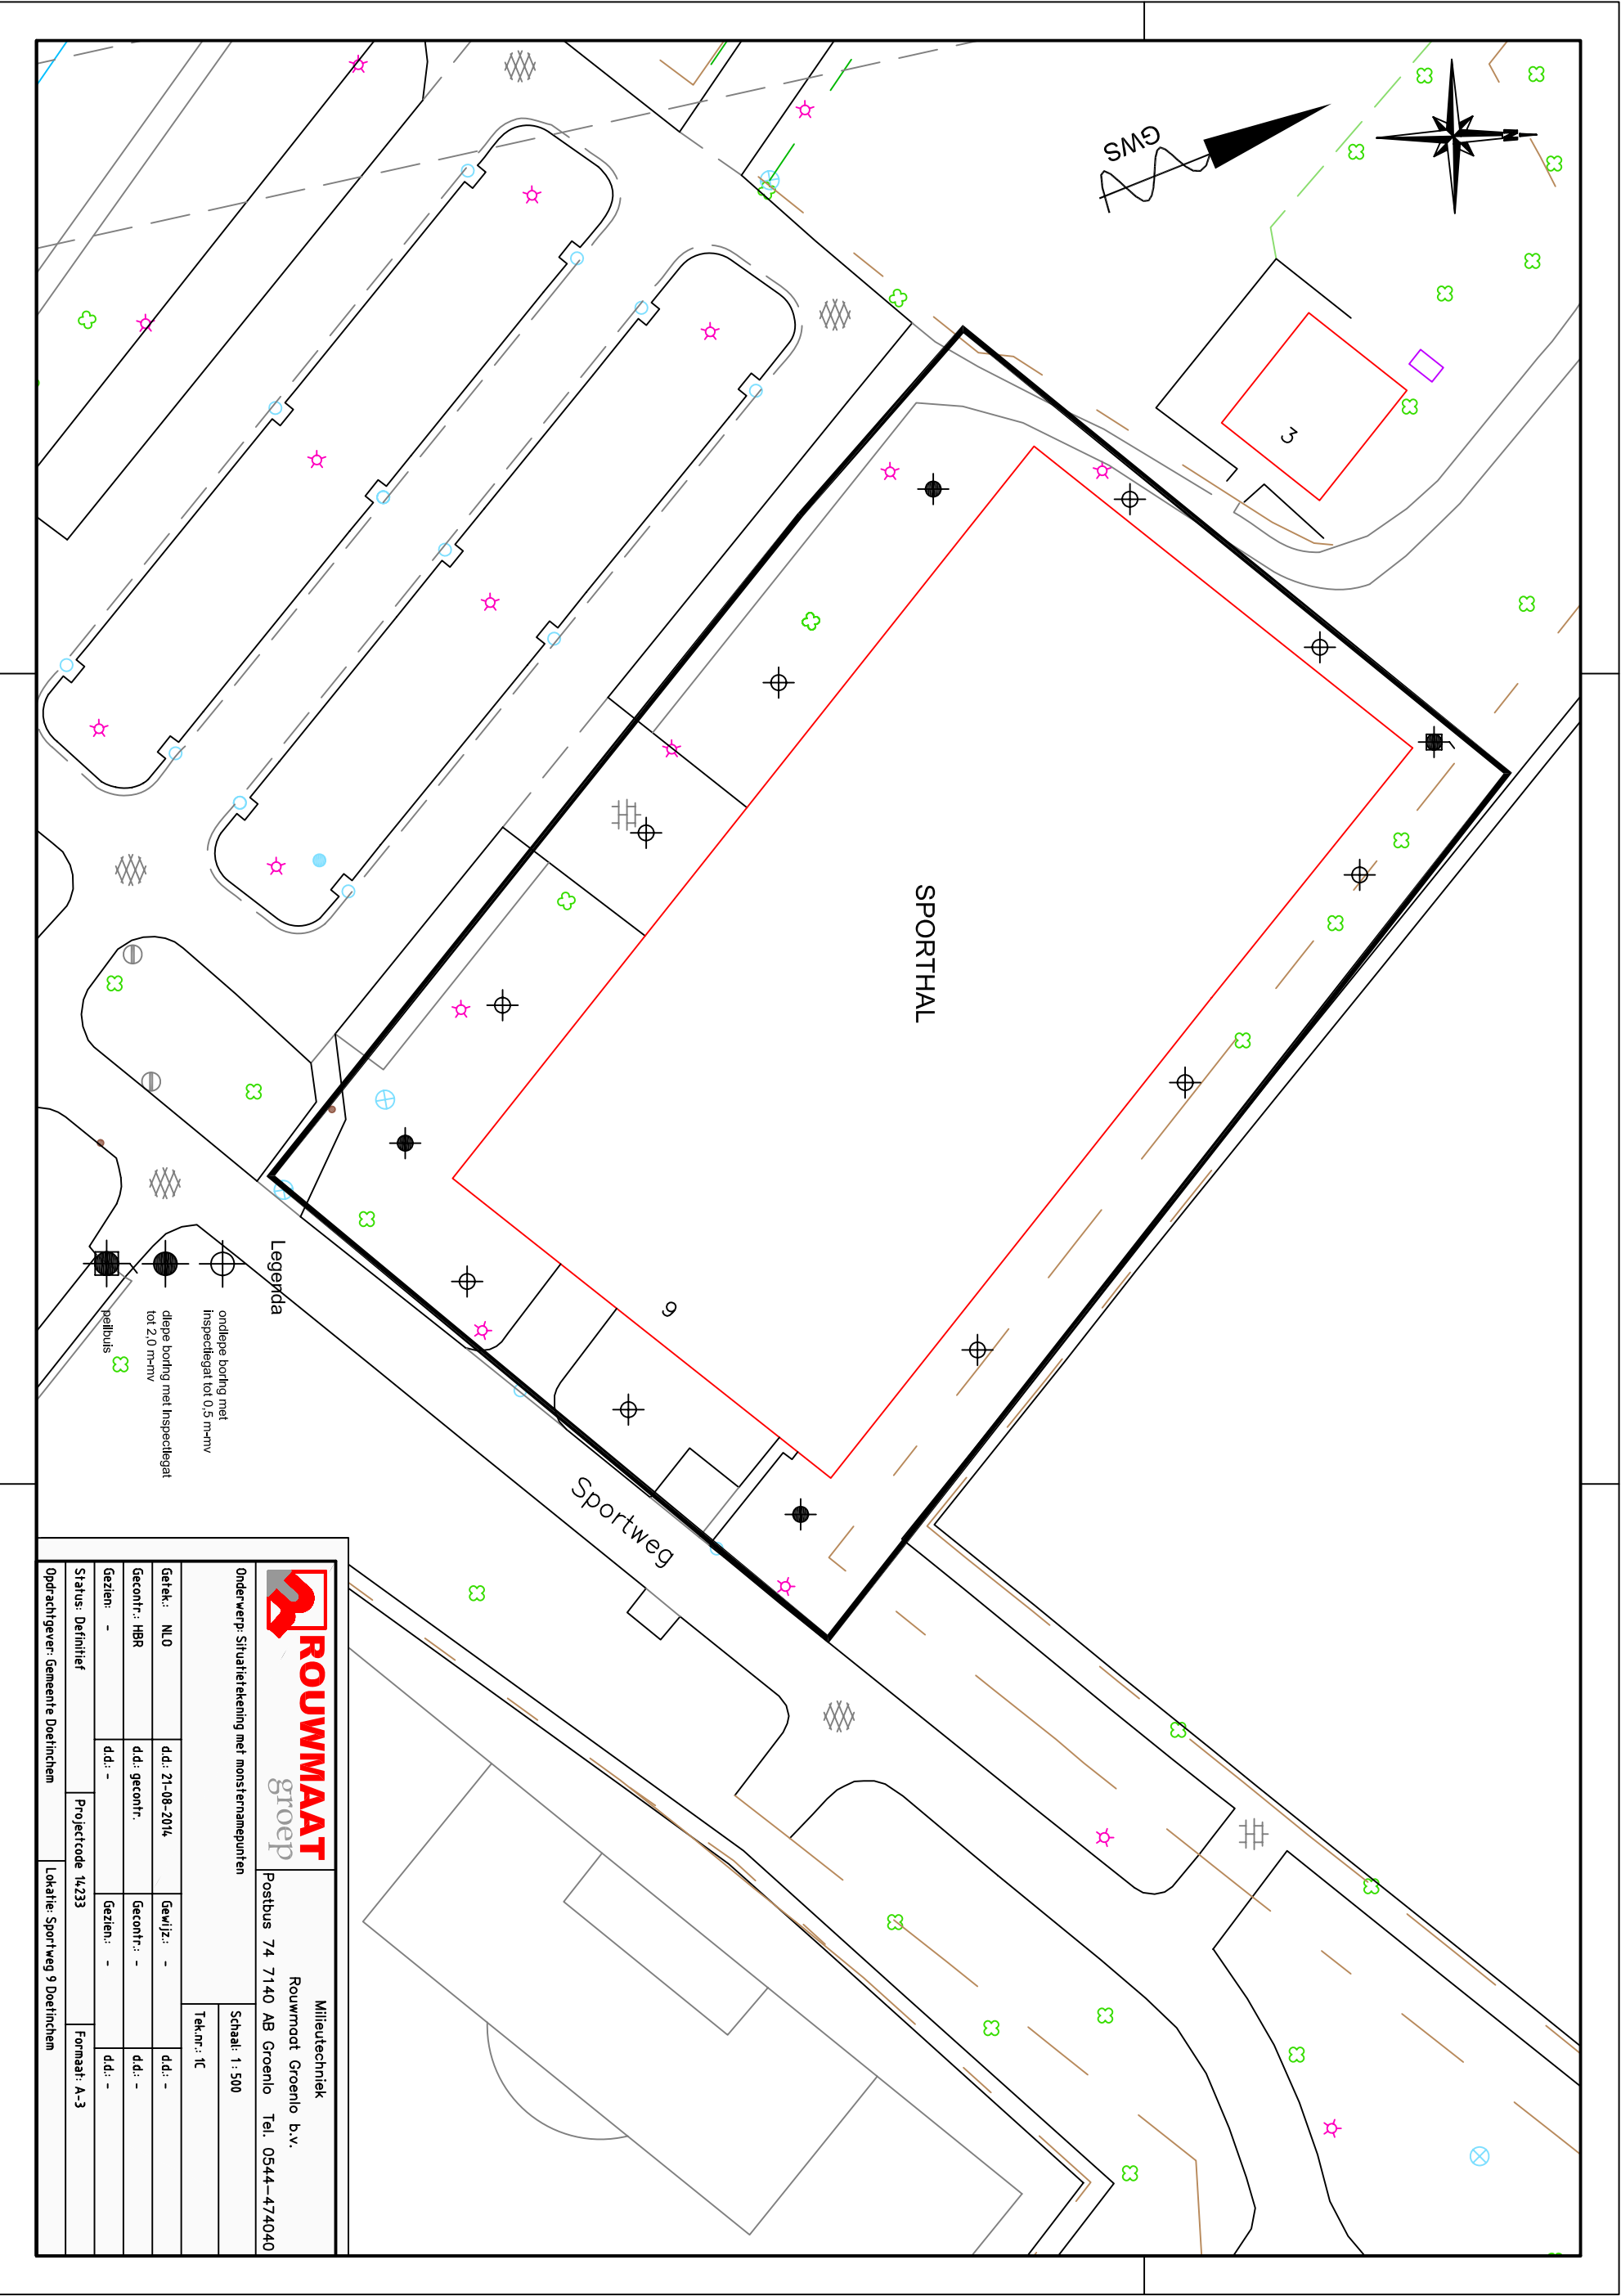 GWS
N
3
SPORTHAL
9
Sportweg
Legenda
ondiepe boring met
inspectiegat tot 0,5 m-mv
diepe boring met inspectiegat
tot 2,0 m-mv
peilbuis
ROUWMAAT
groep
Milieutechniek
Rouwmaat Groenlo b.v.
Postbus 74 7140 AB Groenlo Tel. 0544-474040
Onderwerp: Situatietekening met monsternamepunten
Schaal: 1 : 500
Tek.nr.: 1C
Getek.: NLO d.d.: 21-08-2014 Gewijz.: - d.d.: -
Gecontr.: HBR d.d.: gecontr. Gecontr.: - d.d.: -
Gezien: - d.d.: - Gezien.: - d.d.: -
Status: Definitief Projectcode 14233 Formaat: A-3
Opdrachtgever: Gemeente Doetinchem Lokatie: Sportweg 9 Doetinchem